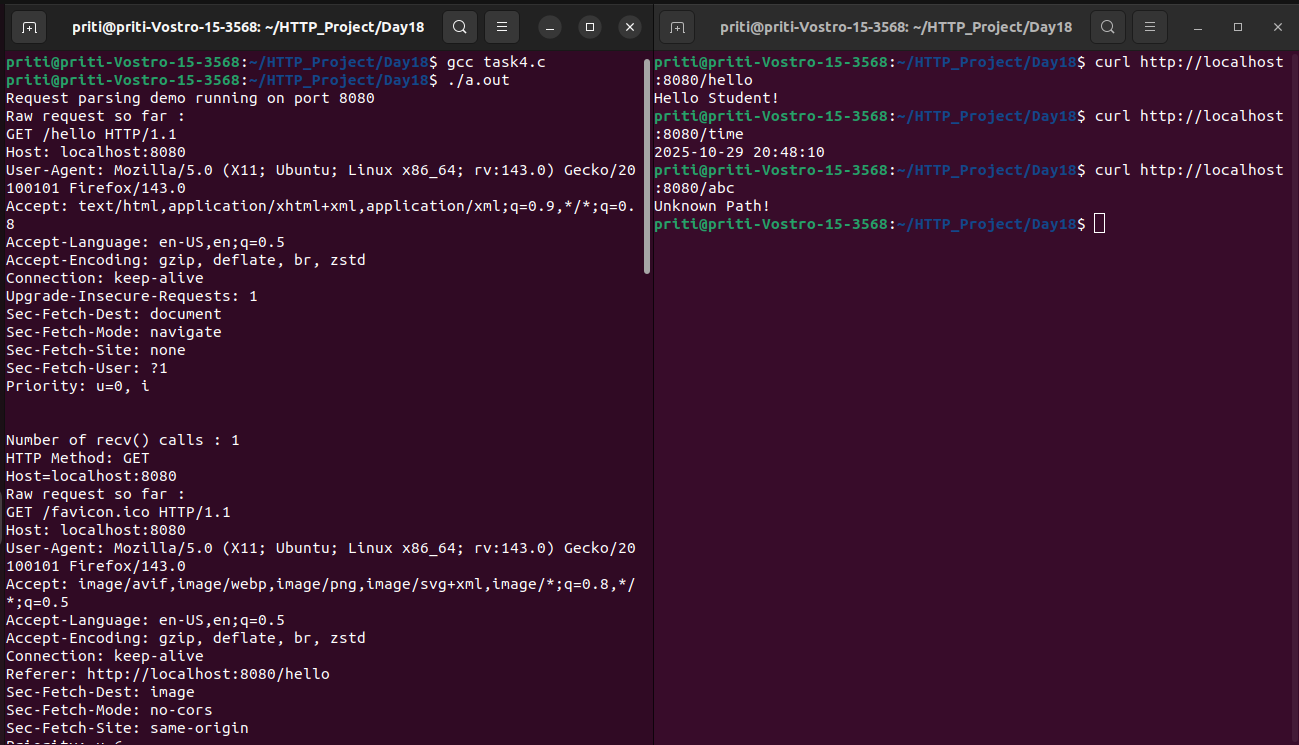 priti@priti-Vostro-15-3568: ~/HTTP_Project/Day18
priti@priti-Vostro-15-3568:~/HTTP_Project/Day18$ gcc task4.c
priti@priti-Vostro-15-3568:~/HTTP_Project/Day18$ ./a.out
Request parsing demo running on port 8080
Raw request so far :
GET /hello HTTP/1.1
Host: localhost:8080
User-Agent: Mozilla/5.0 (X11; Ubuntu; Linux x86_64; rv:143.0) Gecko/20
100101 Firefox/143.0
Accept: text/html,application/xhtml+xml,application/xml;q=0.9,*/*;q=0.
8
Accept-Language: en-US,en;q=0.5
Accept-Encoding: gzip, deflate, br, zstd
Connection: keep-alive
Upgrade-Insecure-Requests: 1
Sec-Fetch-Dest: document
Sec-Fetch-Mode: navigate
Sec-Fetch-Site: none
Sec-Fetch-User: ?1
Priority: u=0, i
Number of recv() calls : 1
HTTP Method: GET
Host=localhost:8080
Raw request so far :
GET /favicon.ico HTTP/1.1
Host: localhost:8080
User-Agent: Mozilla/5.0 (X11; Ubuntu; Linux x86_64; rv:143.0) Gecko/20
100101 Firefox/143.0
Accept: image/avif,image/webp,image/png,image/svg+xml,image/*;q=0.8,*/
*;q=0.5
Accept-Language: en-US,en;q=0.5
Accept-Encoding: gzip, deflate, br, zstd
Connection: keep-alive
Referer: http://localhost:8080/hello
Sec-Fetch-Dest: image
Sec-Fetch-Mode: no-cors
Sec-Fetch-Site: same-origin
priti@priti-Vostro-15-3568: ~/HTTP_Project/Day18
priti@priti-Vostro-15-3568:~/HTTP_Project/Day18$ curl http://localhost
:8080/hello
Hello Student!
priti@priti-Vostro-15-3568:~/HTTP_Project/Day18$ curl http://localhost
:8080/time
2025-10-29 20:48:10
priti@priti-Vostro-15-3568:~/HTTP_Project/Day18$ curl http://localhost
:8080/abc
Unknown Path!
priti@priti-Vostro-15-3568:~/HTTP_Project/Day18$